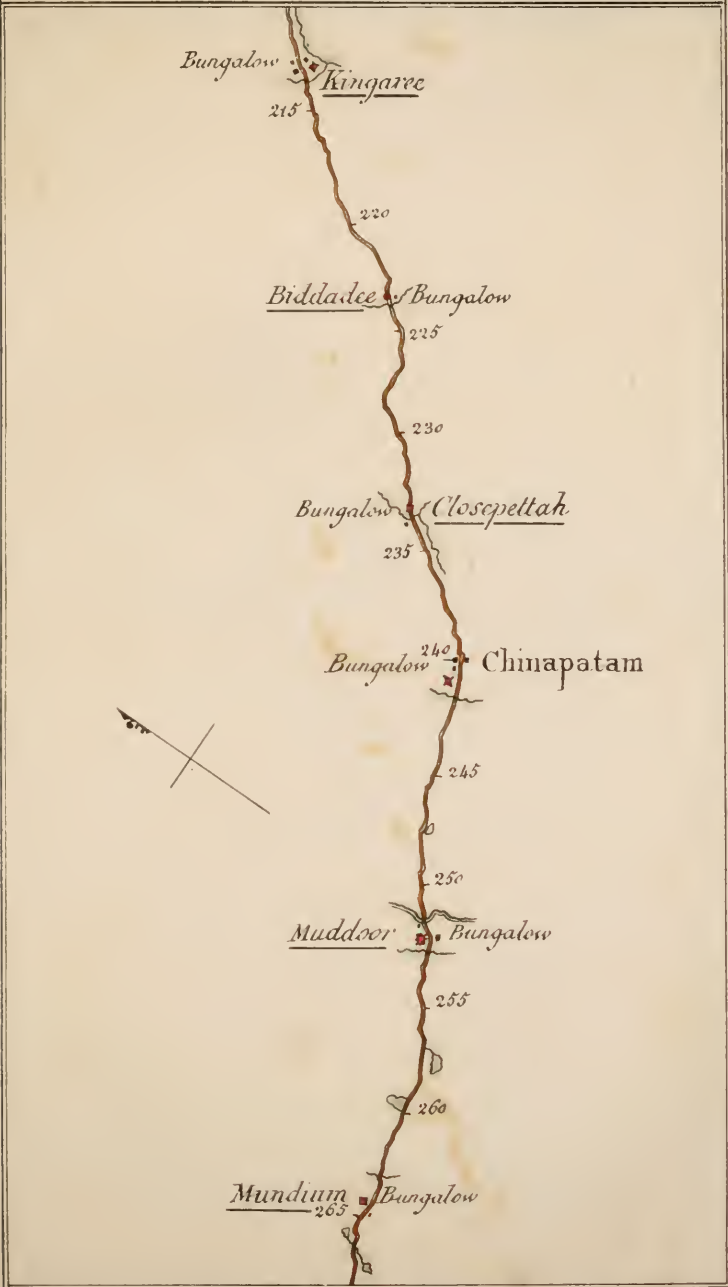 Bungalow
Kingaree
215
220
Biddadee Bungalow
225
230
Bungalow Closepettah
235
240
Bungalow Chinapatam
245
250
Muddoor Bungalow
255
260
Mundium Bungalow
265